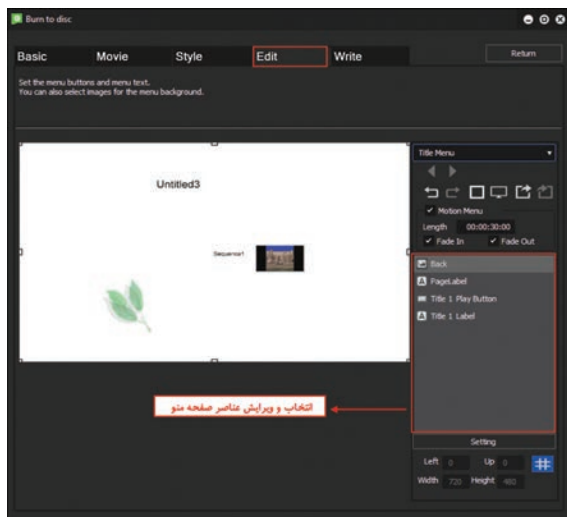 Burn to disc
Basic Movie Style Edit Write Return
Set the menu buttons and menu text.
You can also select images for the menu background.
Title Menu
Untitled3
Motion Menu
Length 00:00:30:00
Fade In Fade Out
Sequence1
Back
PageLabel
Title 1 Play Button
Title 1 Label
انتخاب و ویرایش عناصر صفحه منو
Setting
Left 0 Up 0
Width 720 Height 480